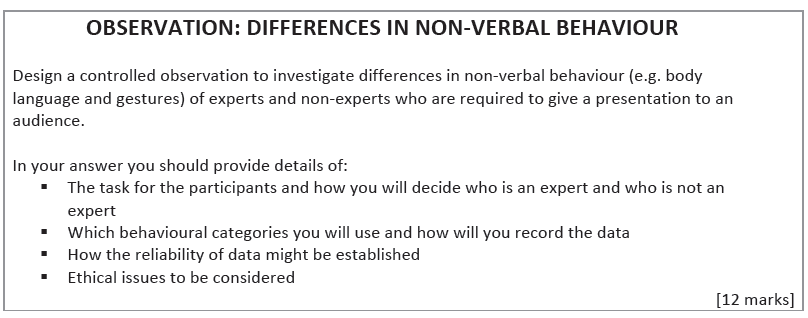 OBSERVATION: DIFFERENCES IN NON-VERBAL BEHAVIOUR
Design a controlled observation to investigate differences in non-verbal behaviour (e.g. body
language and gestures) of experts and non-experts who are required to give a presentation to an
audience.
In your answer you should provide details of:
▪ The task for the participants and how you will decide who is an expert and who is not an
expert
▪ Which behavioural categories you will use and how will you record the data
▪ How the reliability of data might be established
▪ Ethical issues to be considered
[12 marks]